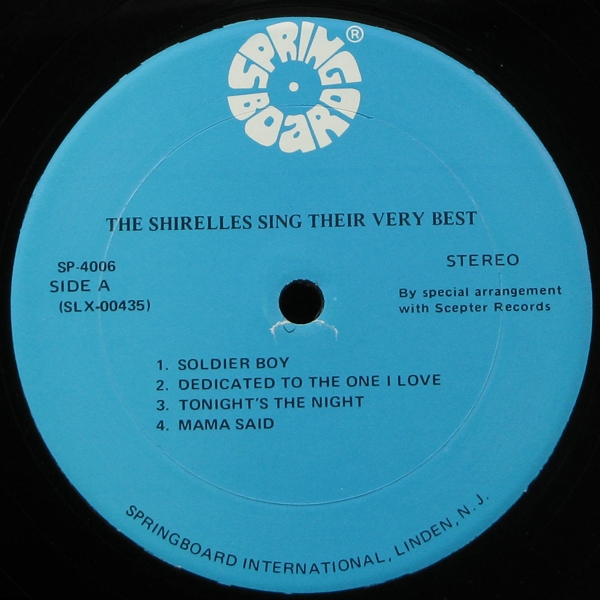 SPRINGBOARD ®
THE SHIRELLES SING THEIR VERY BEST
SP-4006
SIDE A
(SLX-00435)
STEREO
By special arrangement
with Scepter Records
1. SOLDIER BOY
2. DEDICATED TO THE ONE I LOVE
3. TONIGHT'S THE NIGHT
4. MAMA SAID
SPRINGBOARD INTERNATIONAL, LINDEN, N. J.